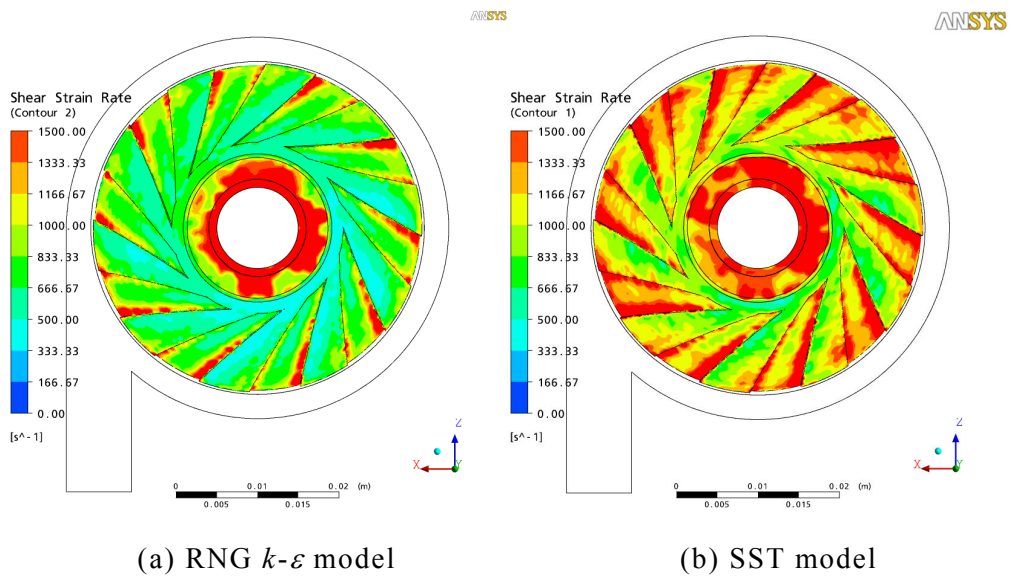 ANSYS
ANSYS
Shear Strain Rate
(Contour 2)
1500.00
1333.33
1166.67
1000.00
833.33
666.67
500.00
333.33
166.67
0.00
[s^-1]
Z
X
Y
0 0.01 0.02 (m)
0.005 0.015
Shear Strain Rate
(Contour 1)
1500.00
1333.33
1166.67
1000.00
833.33
666.67
500.00
333.33
166.67
0.00
[s^-1]
Z
X
Y
0 0.01 0.02 (m)
0.005 0.015
(a) RNG k-ε model
(b) SST model